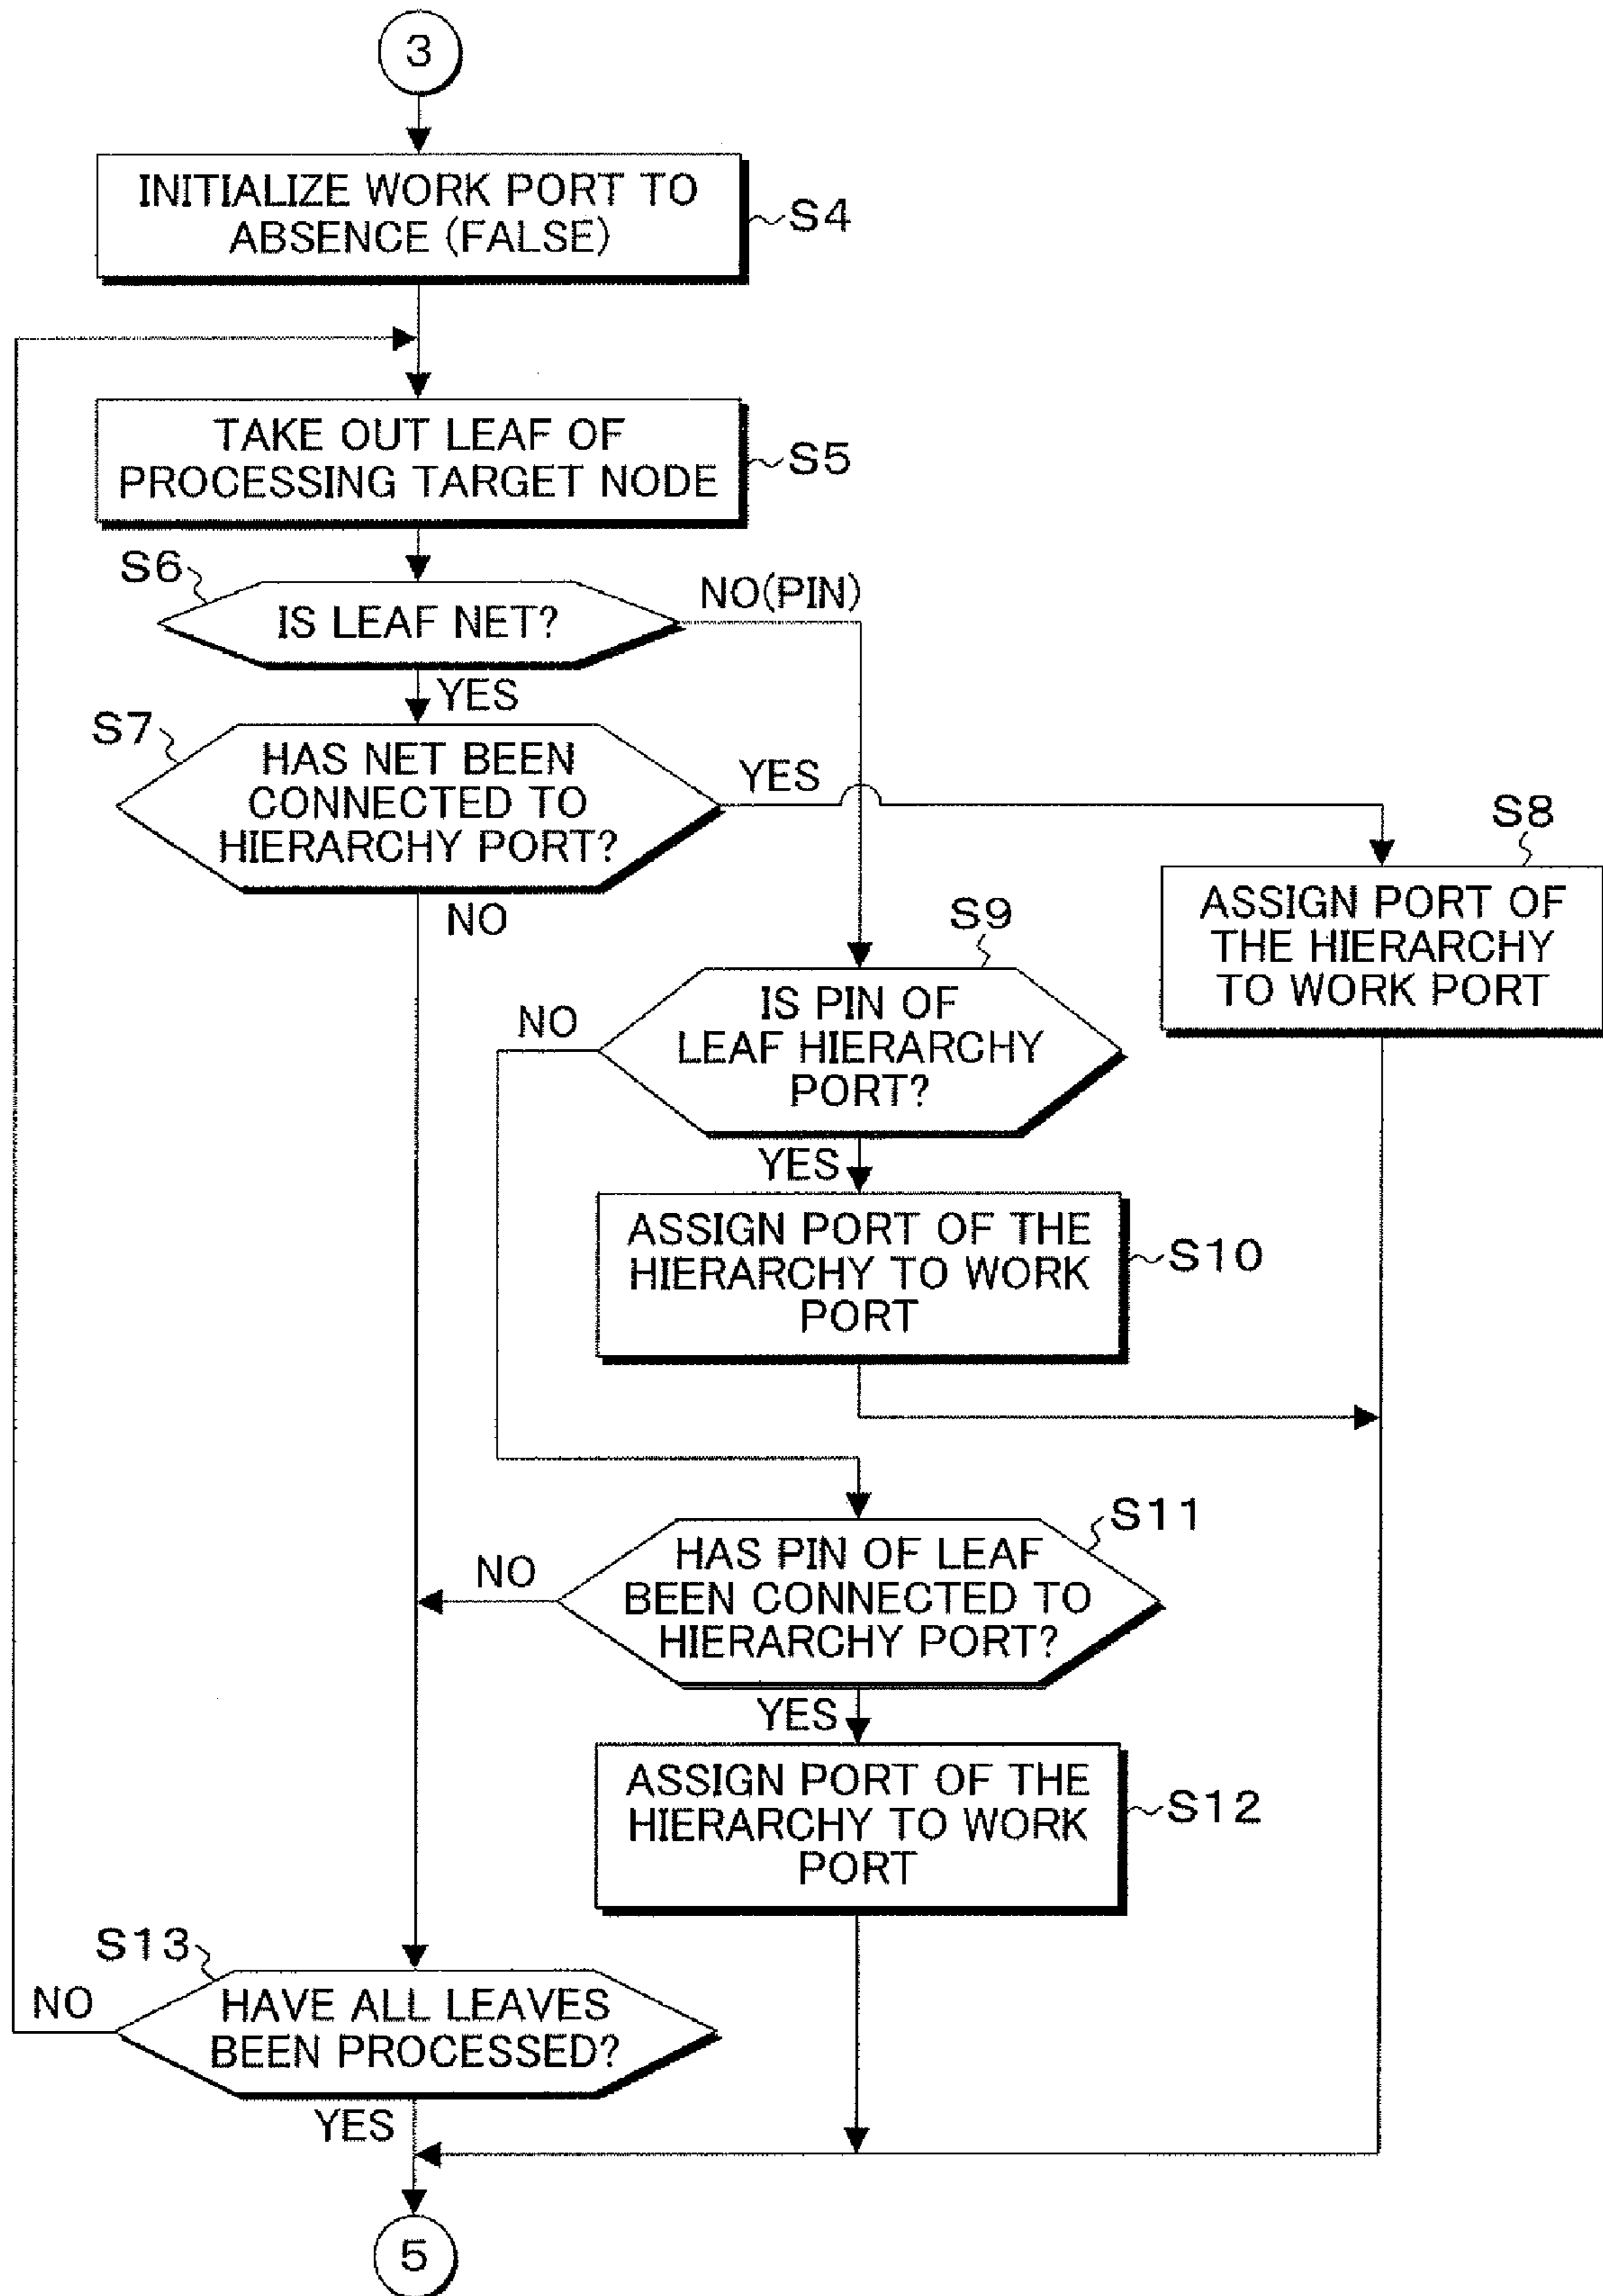 3
INITIALIZE WORK PORT TO
ABSENCE (FALSE)
S4
TAKE OUT LEAF OF
PROCESSING TARGET NODE
S5
S6
IS LEAF NET?
NO(PIN)
YES
S7
HAS NET BEEN
CONNECTED TO
HIERARCHY PORT?
YES
NO
S8
ASSIGN PORT OF
THE HIERARCHY
TO WORK PORT
S9
IS PIN OF
LEAF HIERARCHY
PORT?
NO
YES
ASSIGN PORT OF THE
HIERARCHY TO WORK
PORT
S10
S11
HAS PIN OF LEAF
BEEN CONNECTED TO
HIERARCHY PORT?
NO
YES
ASSIGN PORT OF THE
HIERARCHY TO WORK
PORT
S12
S13
HAVE ALL LEAVES
BEEN PROCESSED?
NO
YES
5